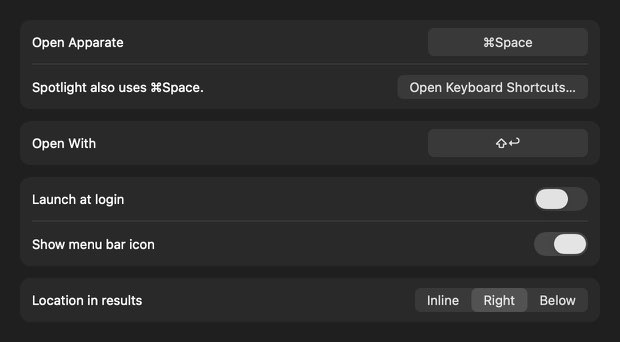 Open Apparate
⌘Space
Spotlight also uses ⌘Space.
Open Keyboard Shortcuts...
Open With
⇧↩
Launch at login
Show menu bar icon
Location in results
Inline
Right
Below